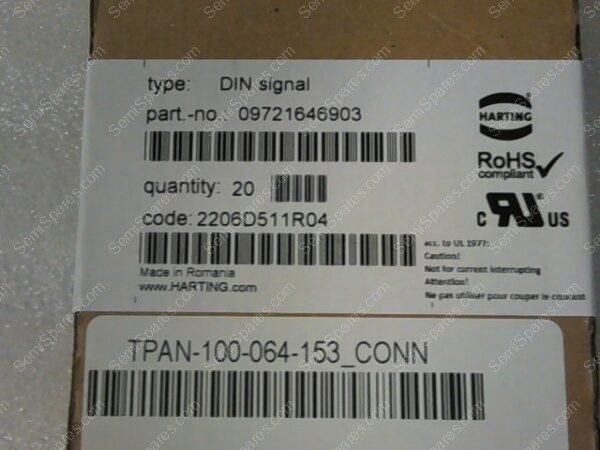 type: DIN signal
part.-no.: 09721646903
HARTING
RoHS
compliant
quantity: 20
code: 2206D511R04
C US
acc. to UL 1977:
Caution!
Not for current interrupting
Attention!
Ne pas utiliser pour couper le courant
Made in Romania
www.HARTING.com
TPAN-100-064-153_CONN
SemiSpares.com